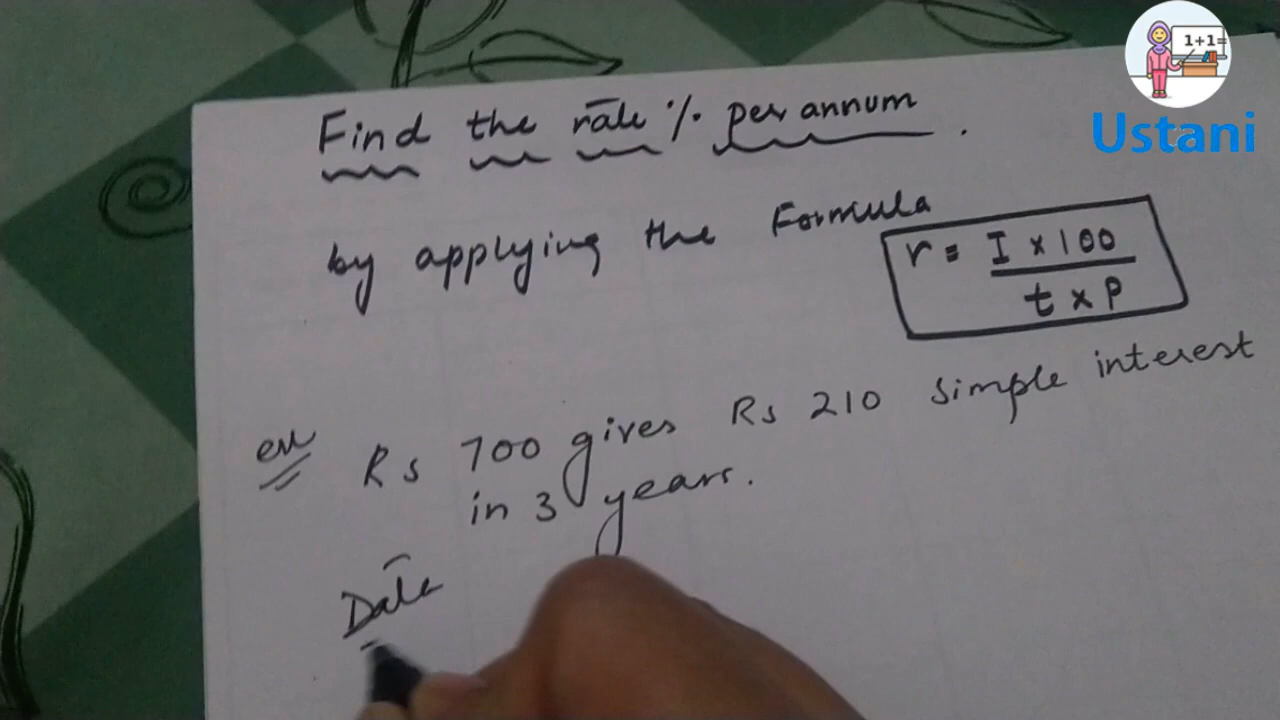 1+1=
Ustani
Find the rate % per annum.
by applying the Formula
r = I × 100
t × P
ex Rs 700 gives Rs 210 simple interest
in 3 years.
Data